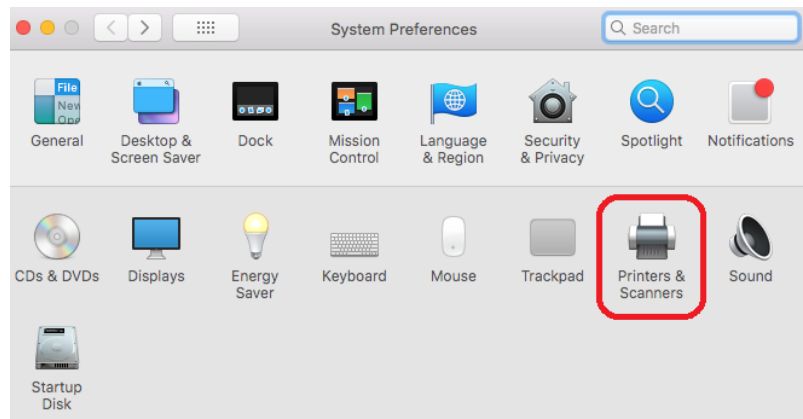 System Preferences
Search
File
New
Ope
General
Desktop &
Screen Saver
Dock
Mission
Control
Language
& Region
Security
& Privacy
Spotlight
Notifications
CDs & DVDs
Displays
Energy
Saver
Keyboard
Mouse
Trackpad
Printers &
Scanners
Sound
Startup
Disk